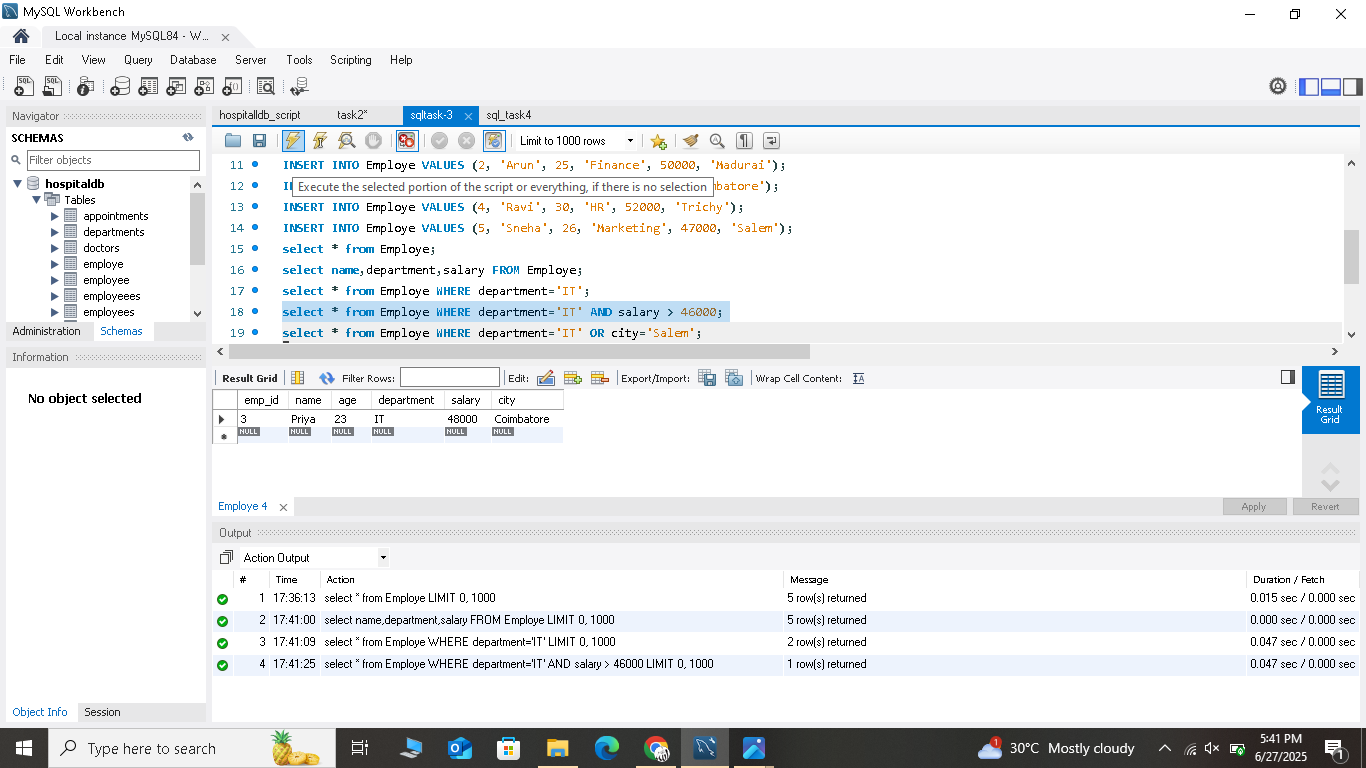 MySQL Workbench
Local instance MySQL84 - W...
File Edit View Query Database Server Tools Scripting Help
Navigator
SCHEMAS
Filter objects
hospitaldb
Tables
appointments
departments
doctors
employe
employee
employeees
employees
Administration Schemas
Information
No object selected
Object Info Session
hospitalldb_script task2* sqltask-3 sql_task4
Limit to 1000 rows
11 INSERT INTO Employe VALUES (2, 'Arun', 25, 'Finance', 50000, 'Madurai');
12 batore');
Execute the selected portion of the script or everything, if there is no selection
13 INSERT INTO Employe VALUES (4, 'Ravi', 30, 'HR', 52000, 'Trichy');
14 INSERT INTO Employe VALUES (5, 'Sneha', 26, 'Marketing', 47000, 'Salem');
15 select * from Employe;
16 select name,department,salary FROM Employe;
17 select * from Employe WHERE department='IT';
18 select * from Employe WHERE department='IT' AND salary > 46000;
19 select * from Employe WHERE department='IT' OR city='Salem';
Result Grid Filter Rows: Edit: Export/Import: Wrap Cell Content:
emp_id name age department salary city
3 Priya 23 IT 48000 Coimbatore
NULL NULL NULL NULL NULL NULL
Result
Grid
Employe 4 Apply Revert
Output
Action Output
# Time Action Message Duration / Fetch
1 17:36:13 select * from Employe LIMIT 0, 1000 5 row(s) returned 0.015 sec / 0.000 sec
2 17:41:00 select name,department,salary FROM Employe LIMIT 0, 1000 5 row(s) returned 0.000 sec / 0.000 sec
3 17:41:09 select * from Employe WHERE department='IT' LIMIT 0, 1000 2 row(s) returned 0.047 sec / 0.000 sec
4 17:41:25 select * from Employe WHERE department='IT' AND salary > 46000 LIMIT 0, 1000 1 row(s) returned 0.047 sec / 0.000 sec
Type here to search
1
30°C Mostly cloudy
5:41 PM
6/27/2025
1